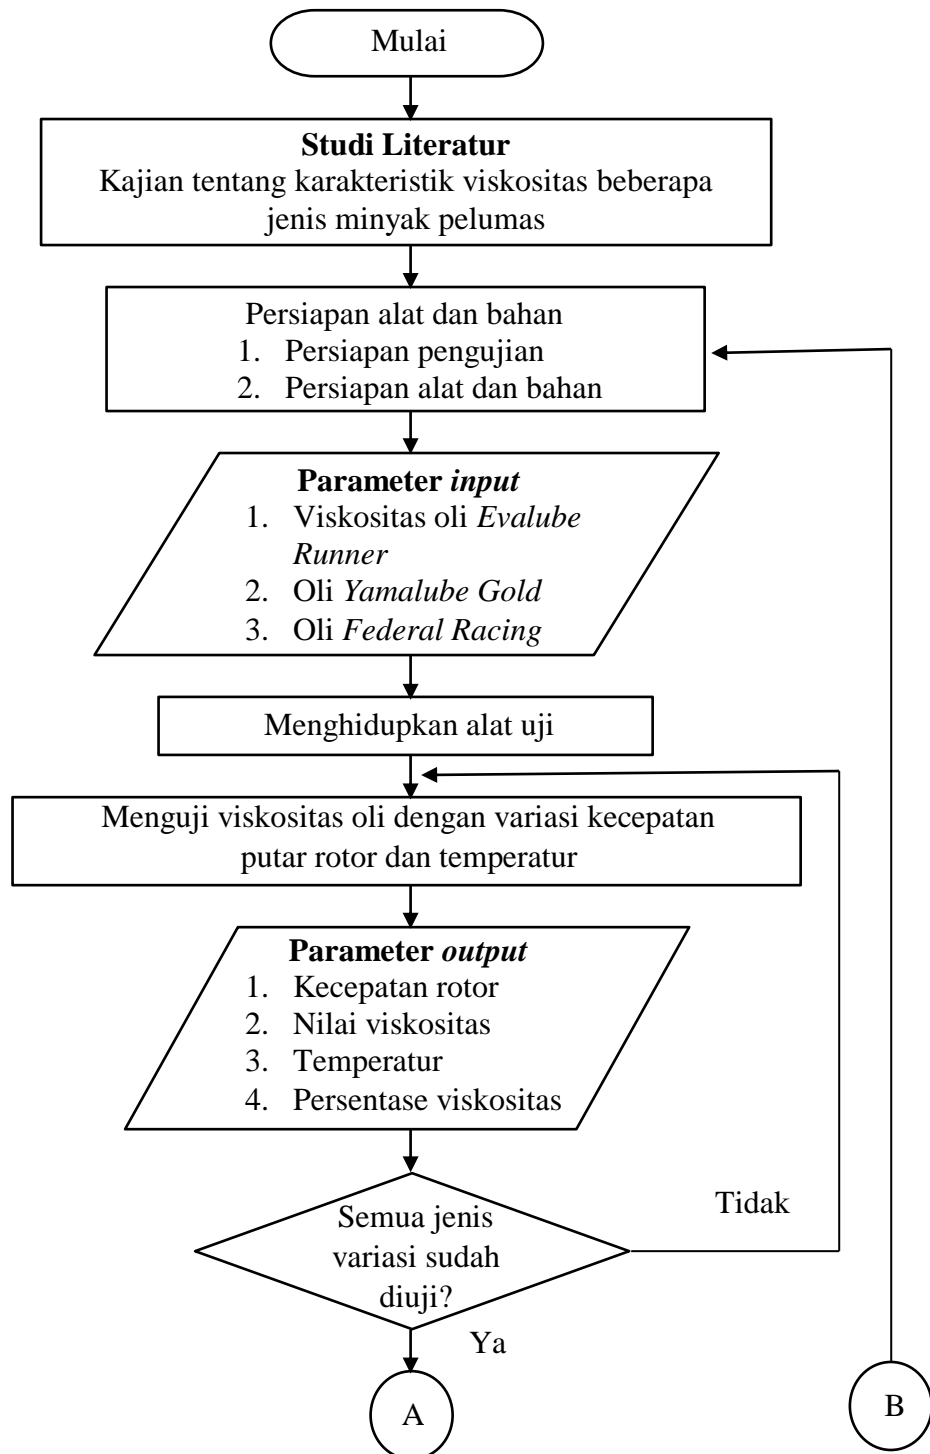 Mulai
Studi Literatur
Kajian tentang karakteristik viskositas beberapa
jenis minyak pelumas
Persiapan alat dan bahan
1. Persiapan pengujian
2. Persiapan alat dan bahan
Parameter input
1. Viskositas oli Evalube
Runner
2. Oli Yamalube Gold
3. Oli Federal Racing
Menghidupkan alat uji
Menguji viskositas oli dengan variasi kecepatan
putar rotor dan temperatur
Parameter output
1. Kecepatan rotor
2. Nilai viskositas
3. Temperatur
4. Persentase viskositas
Semua jenis
variasi sudah
diuji?
Tidak
Ya
A
B